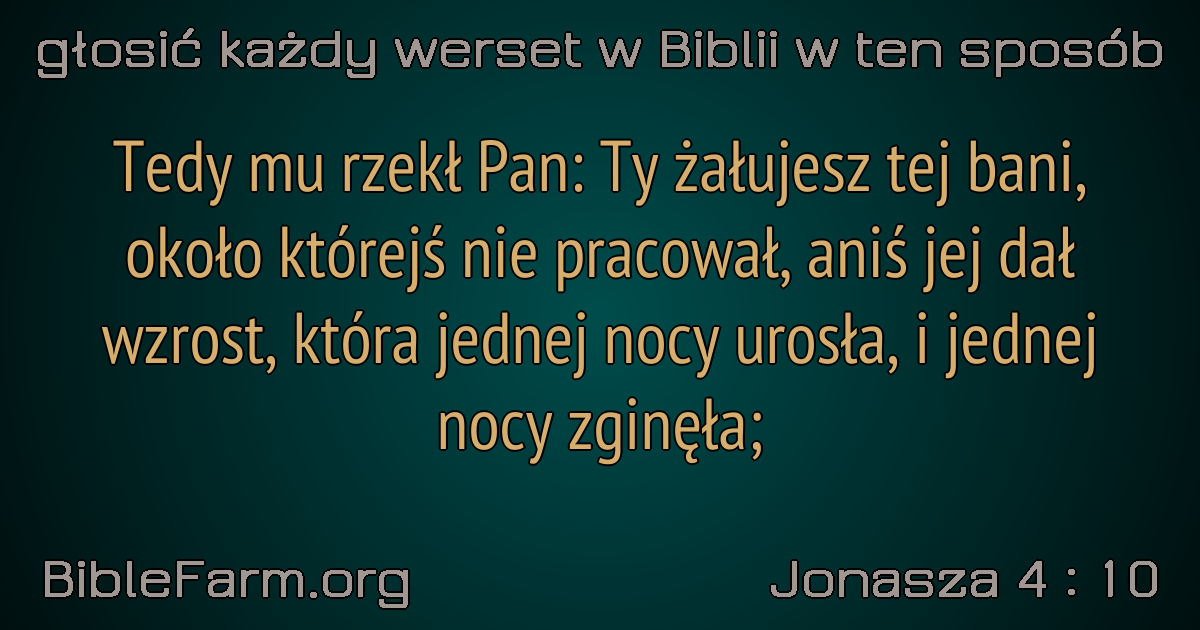 głosić każdy werset w Biblii w ten sposób
Tedy mu rzekł Pan: Ty żałujesz tej bani,
około którejś nie pracował, aniś jej dał
wzrost, która jednej nocy urosła, i jednej
nocy zginęła;
BibleFarm.org
Jonasza 4 : 10